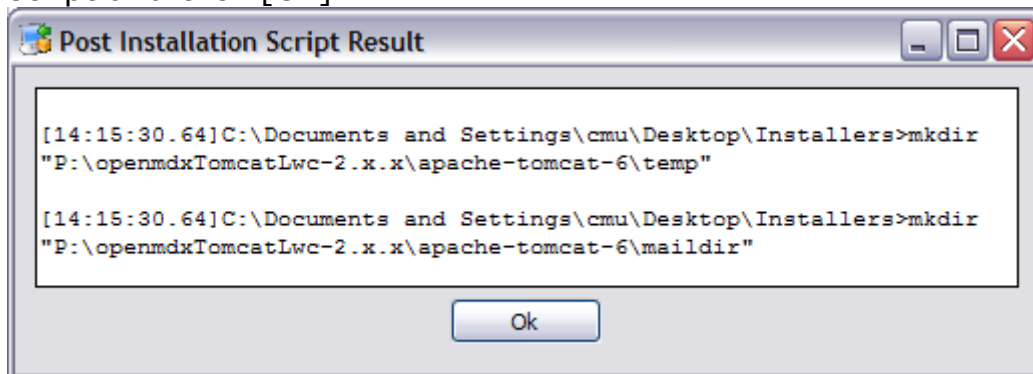 Post Installation Script Result
[14:15:30.64]C:\Documents and Settings\cmu\Desktop\Installers>mkdir
"P:\openmdxTomcatLwc-2.x.x\apache-tomcat-6\temp"
[14:15:30.64]C:\Documents and Settings\cmu\Desktop\Installers>mkdir
"P:\openmdxTomcatLwc-2.x.x\apache-tomcat-6\maildir"
Ok